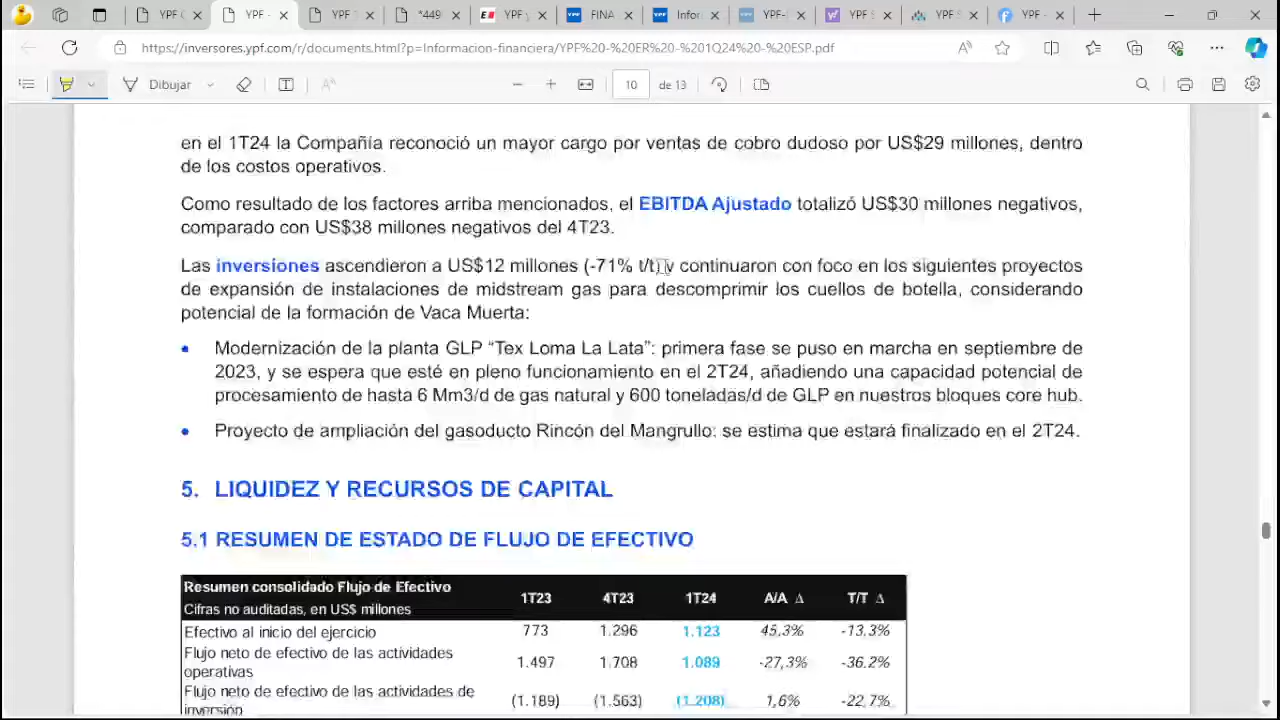 YPF (
YPF -
YPF 1
*449
YPF y
FINA
Infor
YPF-I
YPF S
YPF S
YPF -
https://inversores.ypf.com/r/documents.html?p=Informacion-financiera/YPF%20-%20ER%20-%201Q24%20-%20ESP.pdf
Dibujar
10 de 13
en el 1T24 la Compañía reconoció un mayor cargo por ventas de cobro dudoso por US$29 millones, dentro
de los costos operativos.
Como resultado de los factores arriba mencionados, el EBITDA Ajustado totalizó US$30 millones negativos,
comparado con US$38 millones negativos del 4T23.
Las inversiones ascendieron a US$12 millones (-71% t/t) y continuaron con foco en los siguientes proyectos
de expansión de instalaciones de midstream gas para descomprimir los cuellos de botella, considerando
potencial de la formación de Vaca Muerta:
• Modernización de la planta GLP “Tex Loma La Lata”: primera fase se puso en marcha en septiembre de
2023, y se espera que esté en pleno funcionamiento en el 2T24, añadiendo una capacidad potencial de
procesamiento de hasta 6 Mm3/d de gas natural y 600 toneladas/d de GLP en nuestros bloques core hub.
• Proyecto de ampliación del gasoducto Rincón del Mangrullo: se estima que estará finalizado en el 2T24.
5. LIQUIDEZ Y RECURSOS DE CAPITAL
5.1 RESUMEN DE ESTADO DE FLUJO DE EFECTIVO
Resumen consolidado Flujo de Efectivo
Cifras no auditadas, en US$ millones
1T23 4T23 1T24 A/A Δ T/T Δ
Efectivo al inicio del ejercicio 773 1.296 1.123 45,3% -13,3%
Flujo neto de efectivo de las actividades
operativas 1.497 1.708 1.089 -27,3% -36,2%
Flujo neto de efectivo de las actividades de
inversión (1.189) (1.563) (1.208) 1,6% -22,7%